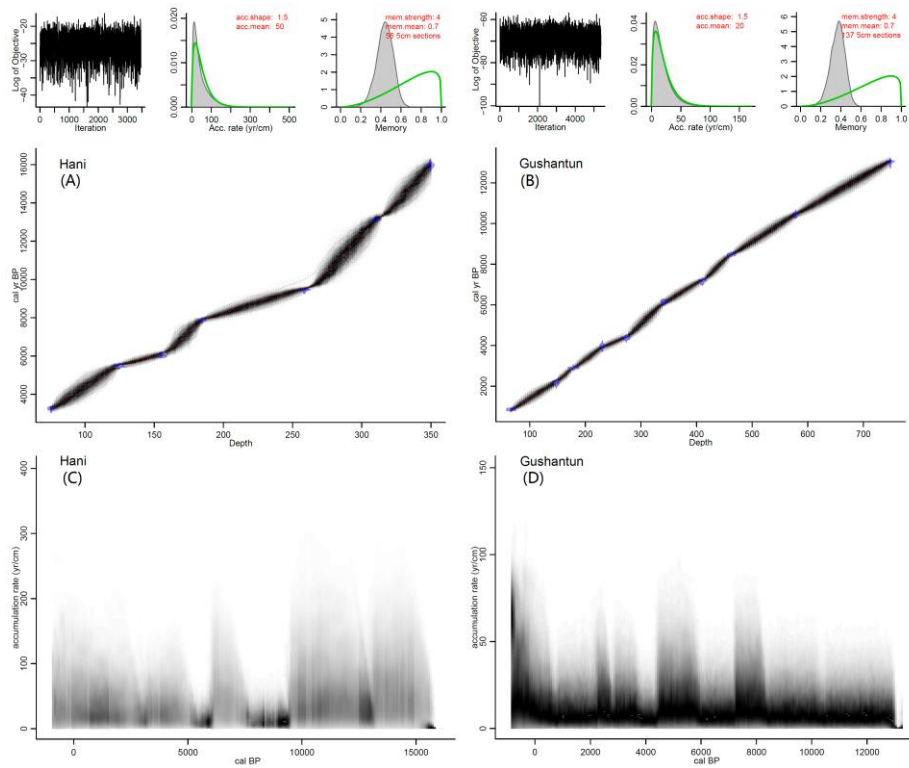 acc.shape: 1.5
acc.mean: 50
mem.strength: 4
mem.mean: 0.7
5cm sections
Log of Objective
-20
-30
-40
0 1000 2000 3000
Iteration
0.000 0.010 0.020
0 100 200 300 400 500
Acc. rate (yr/cm)
0 1 2 3 4 5
0.0 0.2 0.4 0.6 0.8 1.0
Memory
acc.shape: 1.5
acc.mean: 20
mem.strength: 4
mem.mean: 0.7
137 5cm sections
Log of Objective
-60
-80
-100
0 2000 4000
Iteration
0.00 0.02 0.04
0 50 100 150
Acc. rate (yr/cm)
0 1 2 3 4 5 6
0.0 0.2 0.4 0.6 0.8 1.0
Memory
Hani
(A)
cal yr BP
4000 6000 8000 10000 12000 14000 16000
100 150 200 250 300 350
Depth
Gushantun
(B)
cal yr BP
2000 4000 6000 8000 10000 12000
100 200 300 400 500 600 700
Depth
Hani
(C)
accumulation rate (yr/cm)
0 100 200 300 400
0 5000 10000 15000
cal BP
Gushantun
(D)
accumulation rate (yr/cm)
0 50 100 150
0 2000 4000 6000 8000 10000 12000
cal BP